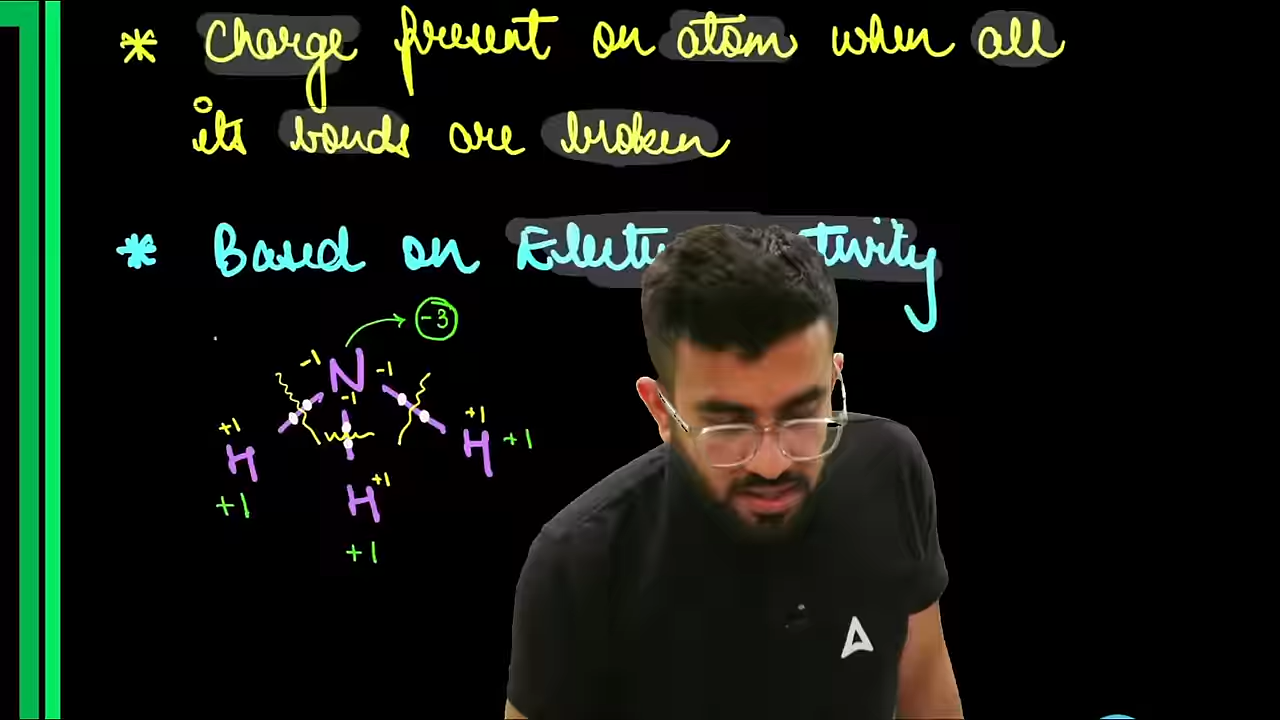 * Charge present on atom when all
its bonds are broken
* Based on
-3
-1 N -1
-1
+1 +1
H H +1
+1 H +1
+1